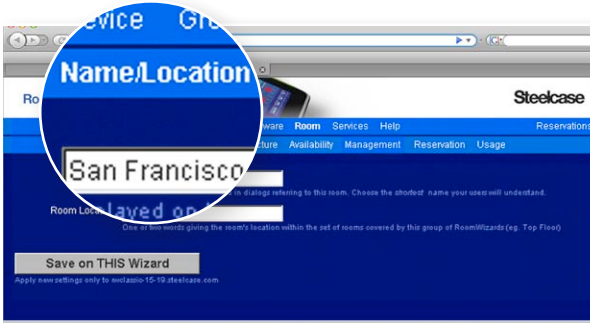 evice Gro
Name/Location
Ro
Steelcase
ware Room Services Help Reservations
cture Availability Management Reservation Usage
San Francisco
in dialogs referring to this room. Choose the shortest name your users will understand.
Room Loca
layed on
One or two words giving the room's location within the set of rooms covered by this group of RoomWizards (eg. Top Floor)
Save on THIS Wizard
Apply new settings only to rwclassic-15-19.steelcase.com